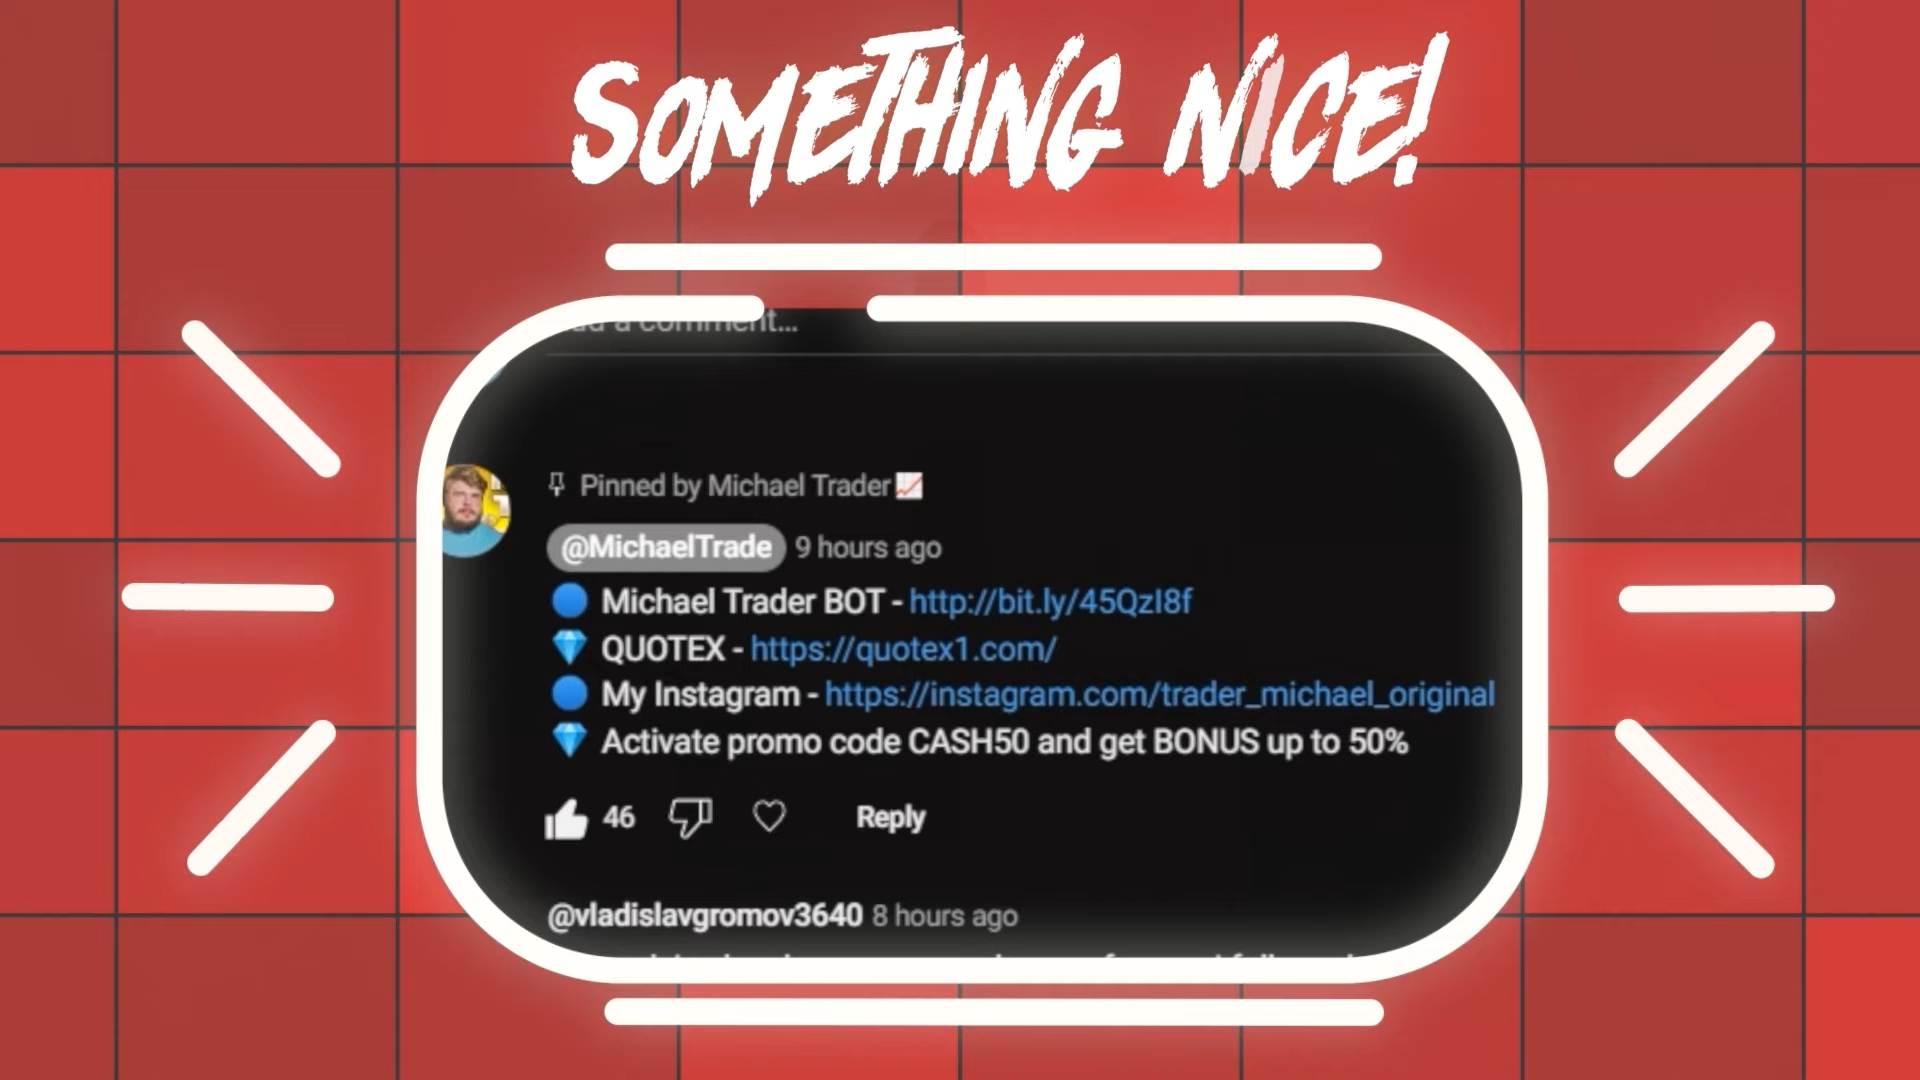 SOMETHING NICE!
a comment...
Pinned by Michael Trader📈
@MichaelTrade 9 hours ago
🔵 Michael Trader BOT - http://bit.ly/45QzI8f
💎 QUOTEX - https://quotex1.com/
🔵 My Instagram - https://instagram.com/trader_michael_original
💎 Activate promo code CASH50 and get BONUS up to 50%
46 Reply
@vladislavgromov3640 8 hours ago